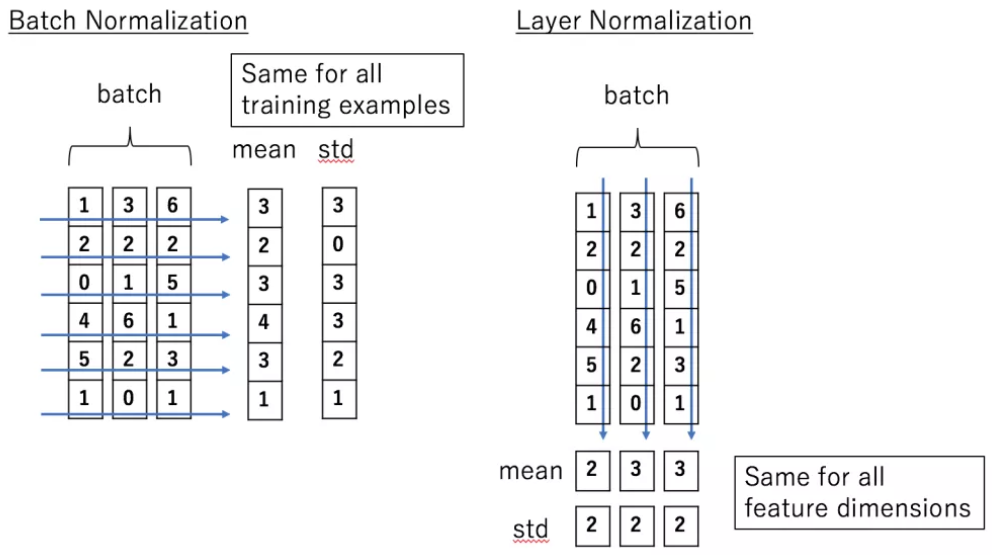 Batch Normalization
batch
Same for all
training examples
mean std
1 3 6 3 3
2 2 2 2 0
0 1 5 3 3
4 6 1 4 3
5 2 3 3 2
1 0 1 1 1
Layer Normalization
batch
1 3 6
2 2 2
0 1 5
4 6 1
5 2 3
1 0 1
mean 2 3 3
std 2 2 2
Same for all
feature dimensions